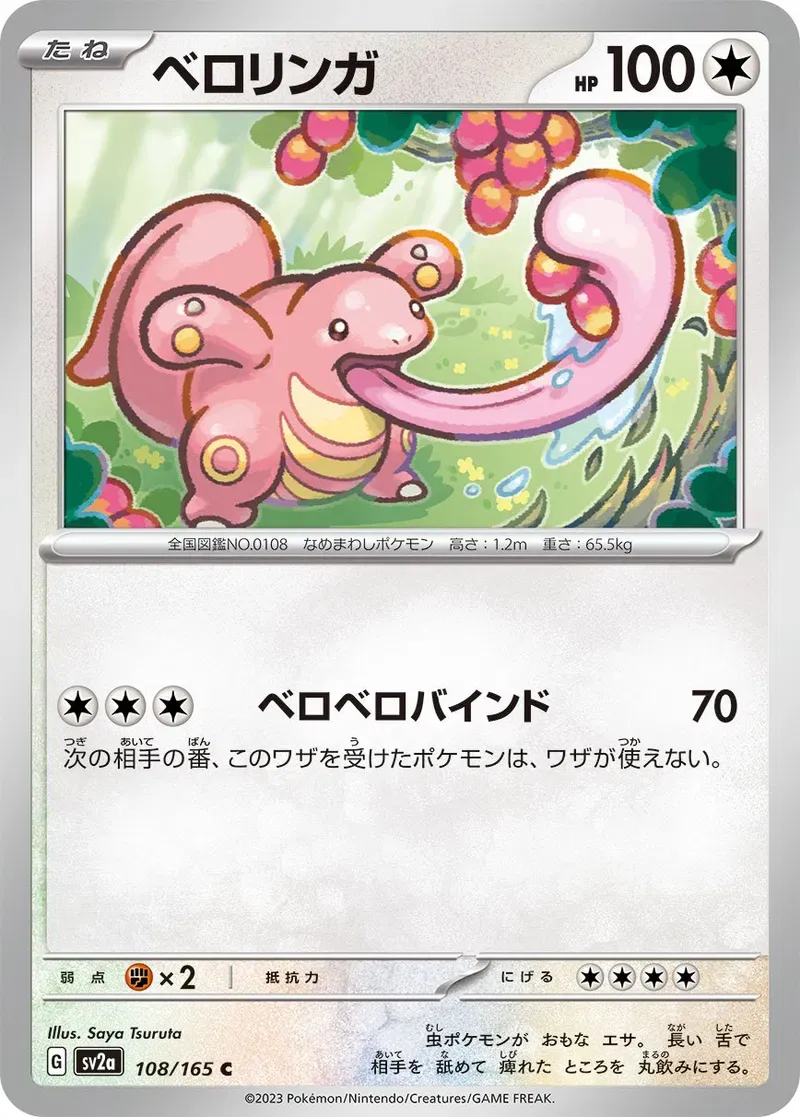 たね
ベロリンガ
HP 100
全国図鑑NO.0108 なめまわしポケモン 高さ:1.2m 重さ:65.5kg
ベロベロバインド 70
次の相手の番、このワザを受けたポケモンは、ワザが使えない。
弱点 ×2 抵抗力 にげる
Illus. Saya Tsuruta
虫ポケモンが おもな エサ。長い 舌で
相手を 舐めて 痺れた ところを 丸飲みにする。
G sv2a 108/165 C
©2023 Pokémon/Nintendo/Creatures/GAME FREAK.